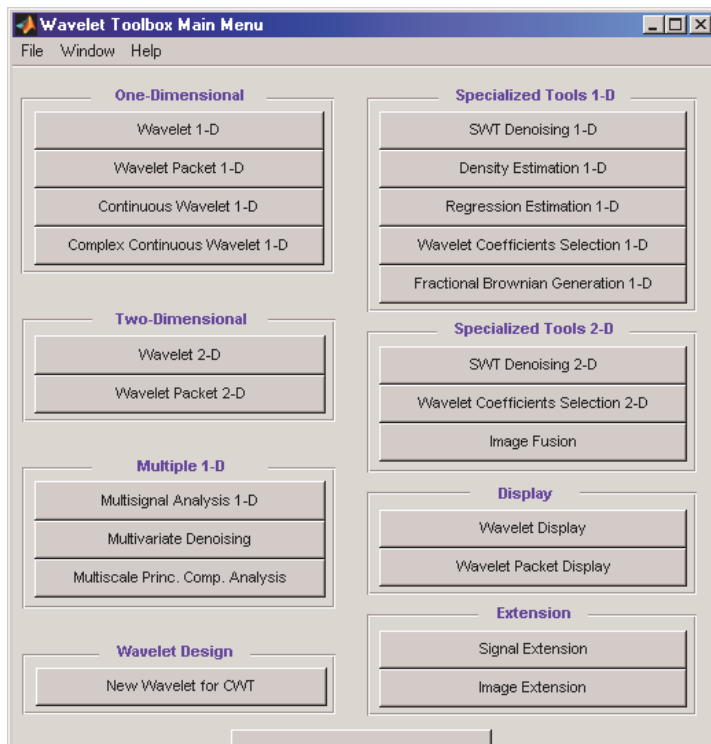 Wavelet Toolbox Main Menu
File Window Help
One-Dimensional
Wavelet 1-D
Wavelet Packet 1-D
Continuous Wavelet 1-D
Complex Continuous Wavelet 1-D
Two-Dimensional
Wavelet 2-D
Wavelet Packet 2-D
Multiple 1-D
Multisignal Analysis 1-D
Multivariate Denoising
Multiscale Princ. Comp. Analysis
Wavelet Design
New Wavelet for CWT
Specialized Tools 1-D
SWT Denoising 1-D
Density Estimation 1-D
Regression Estimation 1-D
Wavelet Coefficients Selection 1-D
Fractional Brownian Generation 1-D
Specialized Tools 2-D
SWT Denoising 2-D
Wavelet Coefficients Selection 2-D
Image Fusion
Display
Wavelet Display
Wavelet Packet Display
Extension
Signal Extension
Image Extension